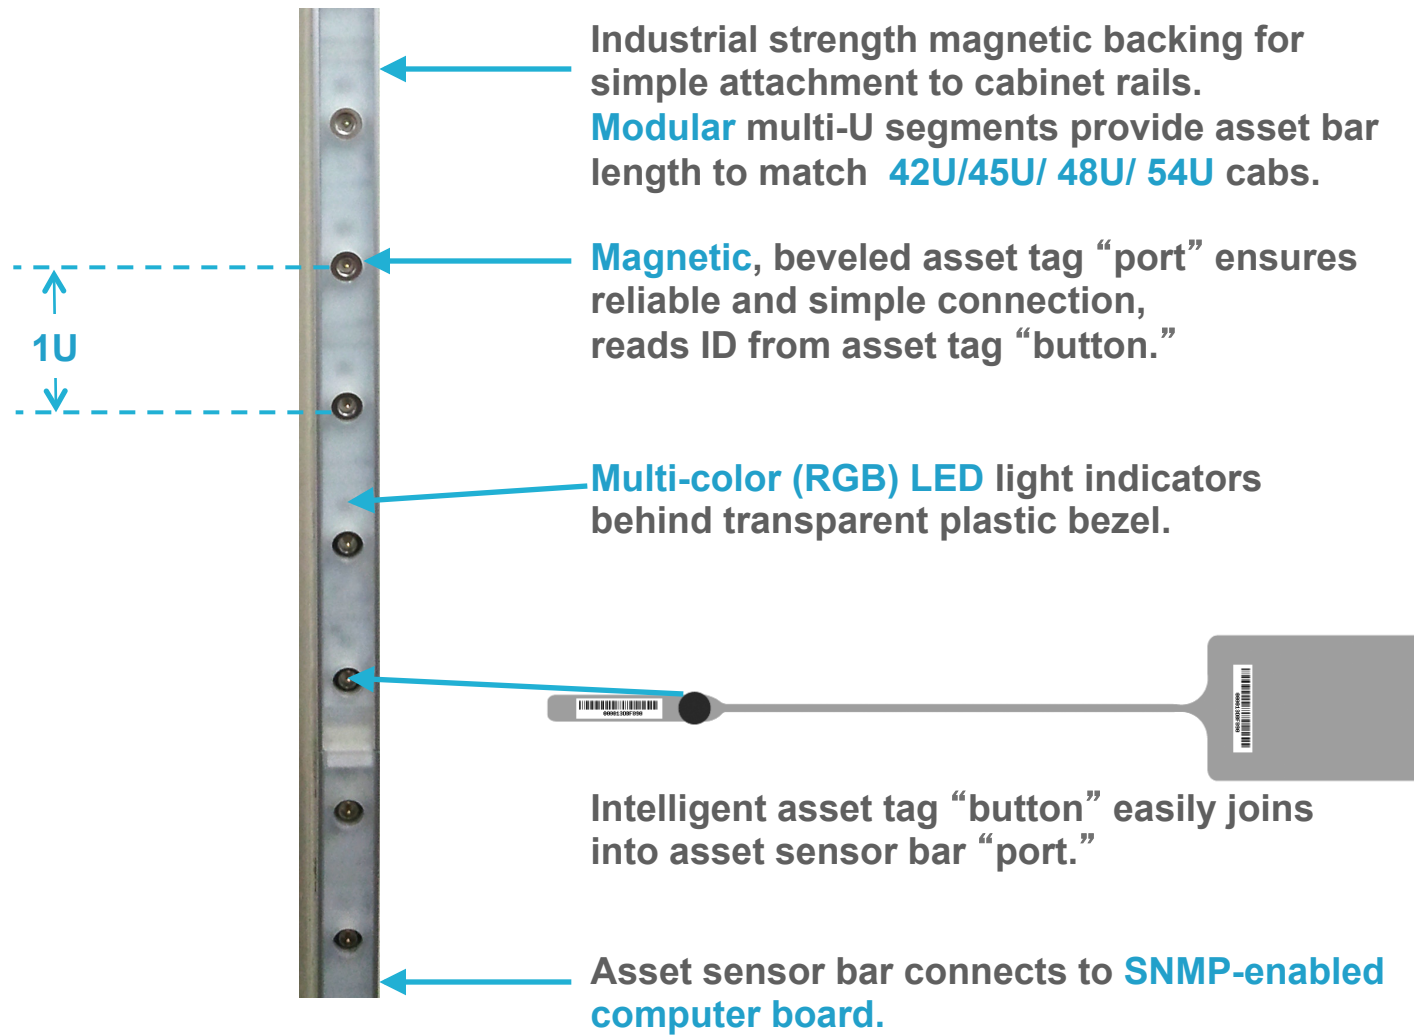 Industrial strength magnetic backing for
simple attachment to cabinet rails.
Modular multi-U segments provide asset bar
length to match 42U/45U/ 48U/ 54U cabs.
Magnetic, beveled asset tag “port” ensures
reliable and simple connection,
reads ID from asset tag “button.”
1U
Multi-color (RGB) LED light indicators
behind transparent plastic bezel.
Intelligent asset tag “button” easily joins
into asset sensor bar “port.”
Asset sensor bar connects to SNMP-enabled
computer board.